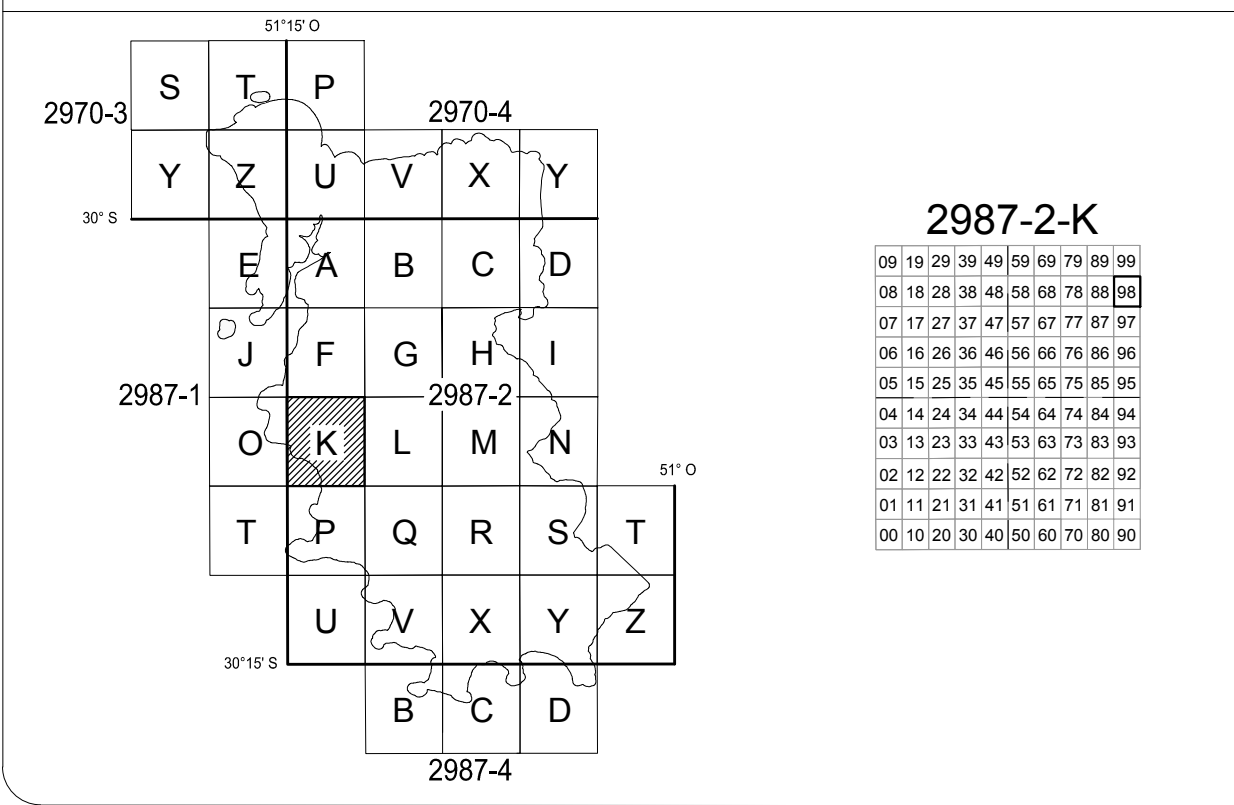 51°15' O
S T P
2970-3
2970-4
Y Z U V X Y
30° S
E A B C D
J F G H I
2987-1
2987-2
O K L M N
51° O
T P Q R S T
U V X Y Z
30°15' S
B C D
2987-4
2987-2-K
09 19 29 39 49 59 69 79 89 99
08 18 28 38 48 58 68 78 88 98
07 17 27 37 47 57 67 77 87 97
06 16 26 36 46 56 66 76 86 96
05 15 25 35 45 55 65 75 85 95
04 14 24 34 44 54 64 74 84 94
03 13 23 33 43 53 63 73 83 93
02 12 22 32 42 52 62 72 82 92
01 11 21 31 41 51 61 71 81 91
00 10 20 30 40 50 60 70 80 90